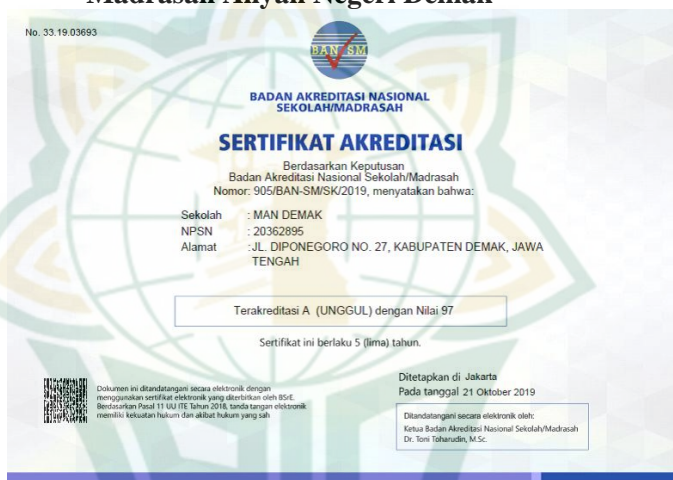 Madrasah Aliyah Negeri Demak
No. 33.19.03693
BAN-SM
BADAN AKREDITASI NASIONAL
SEKOLAH/MADRASAH
SERTIFIKAT AKREDITASI
Berdasarkan Keputusan
Badan Akreditasi Nasional Sekolah/Madrasah
Nomor: 905/BAN-SM/SK/2019, menyatakan bahwa:
Sekolah : MAN DEMAK
NPSN : 20362895
Alamat :JL. DIPONEGORO NO. 27, KABUPATEN DEMAK, JAWA
TENGAH
Terakreditasi A (UNGGUL) dengan Nilai 97
Sertifikat ini berlaku 5 (lima) tahun.
Dokumen ini ditandatangani secara elektronik dengan
menggunakan sertifikat elektronik yang diterbitkan oleh BSrE.
Berdasarkan Pasal 11 UU ITE Tahun 2018, tanda tangan elektronik
memiliki kekuatan hukum dan akibat hukum yang sah
Ditetapkan di Jakarta
Pada tanggal 21 Oktober 2019
Ditandatangani secara elektronik oleh:
Ketua Badan Akreditasi Nasional Sekolah/Madrasah
Dr. Toni Toharudin, M.Sc.